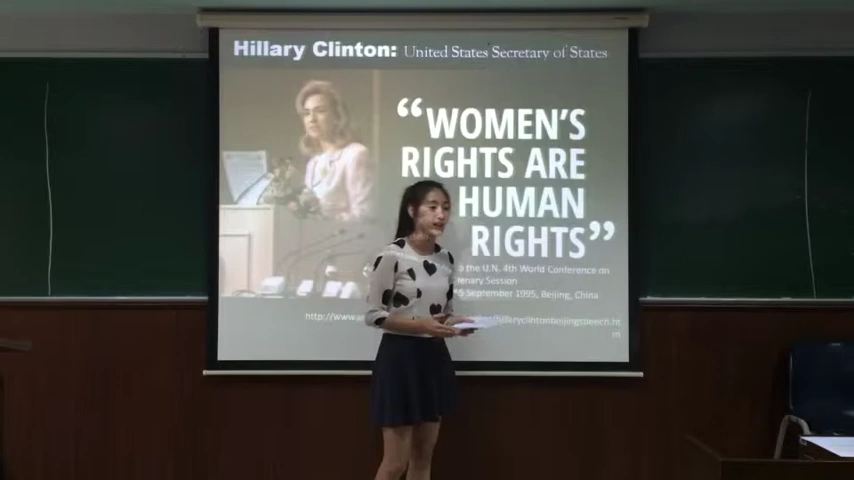 Hillary Clinton: United States Secretary of States
“WOMEN’S
RIGHTS ARE
HUMAN
RIGHTS”
the U.N. 4th World Conference on
Session
5 September 1995, Beijing, China
http://www.